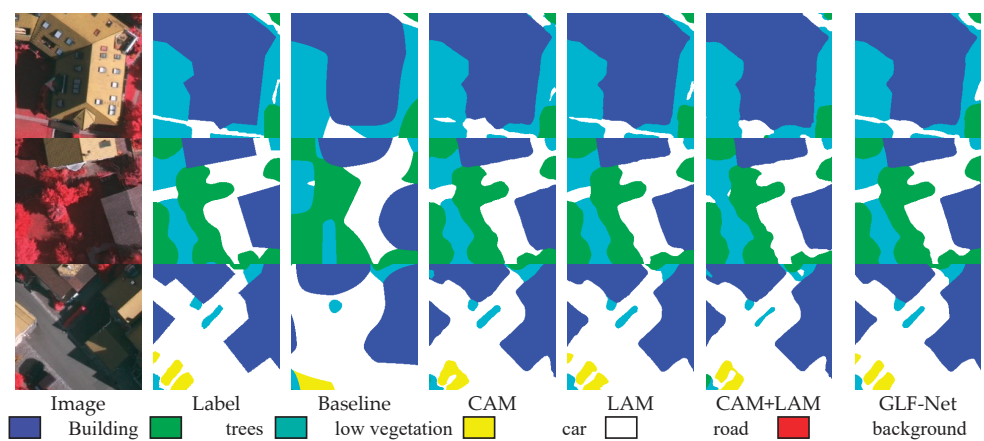 Image Label Baseline CAM LAM CAM+LAM GLF-Net
Building trees low vegetation car road background